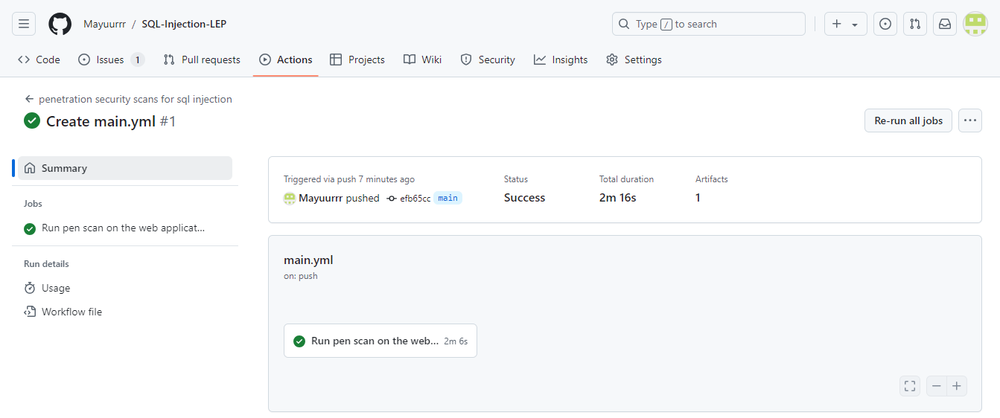 Mayuurrr / SQL-Injection-LEP
Type / to search
Code
Issues 1
Pull requests
Actions
Projects
Wiki
Security
Insights
Settings
penetration security scans for sql injection
Create main.yml #1
Re-run all jobs
Summary
Jobs
Run pen scan on the web applicat...
Run details
Usage
Workflow file
Triggered via push 7 minutes ago
Mayuurrr pushed efb65cc main
Status
Success
Total duration
2m 16s
Artifacts
1
main.yml
on: push
Run pen scan on the web... 2m 6s